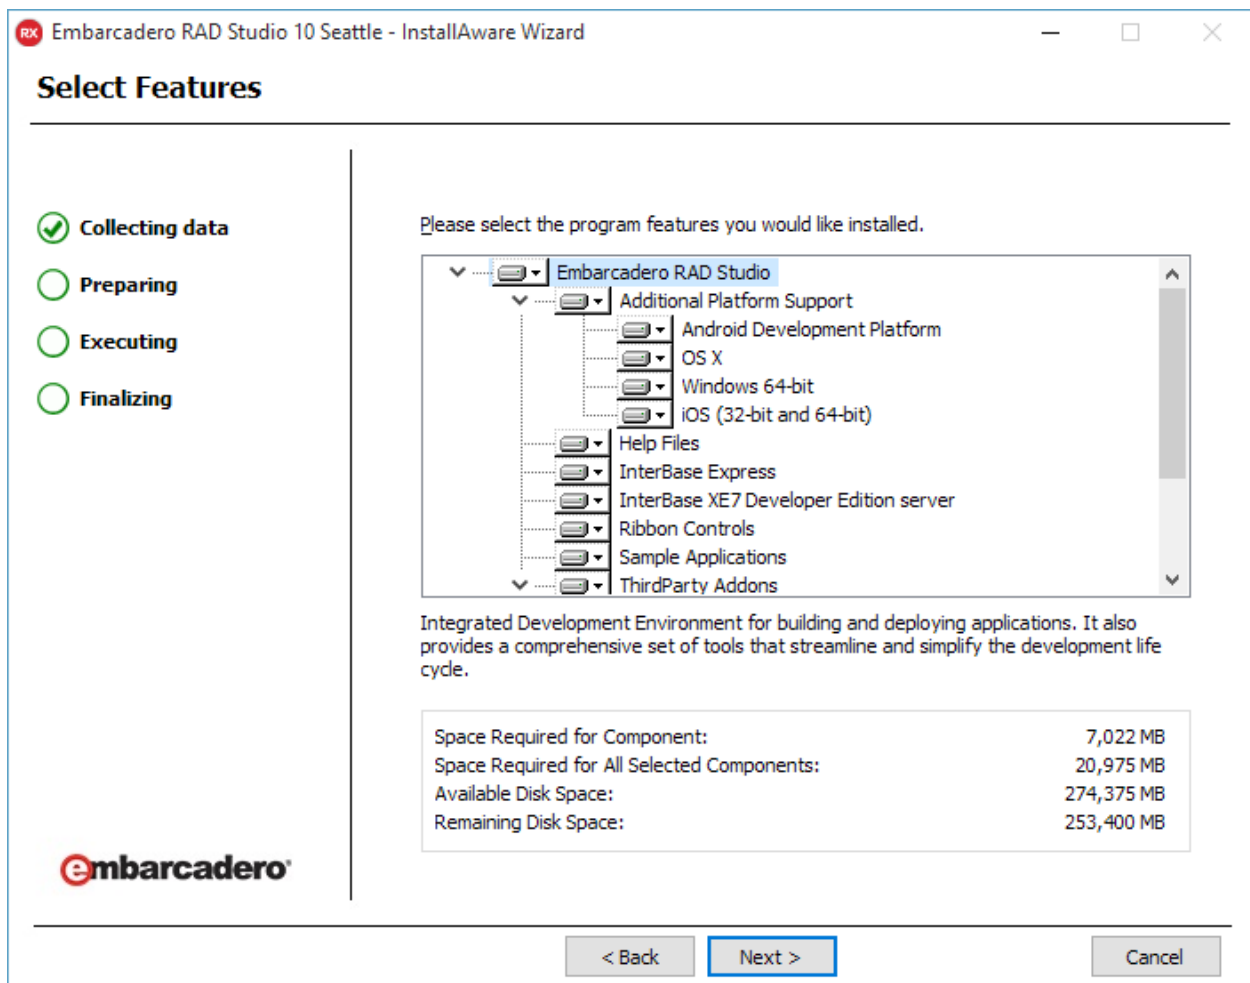 RX Embarcadero RAD Studio 10 Seattle - InstallAware Wizard
Select Features
Collecting data
Preparing
Executing
Finalizing
Please select the program features you would like installed.
Embarcadero RAD Studio
Additional Platform Support
Android Development Platform
OS X
Windows 64-bit
iOS (32-bit and 64-bit)
Help Files
InterBase Express
InterBase XE7 Developer Edition server
Ribbon Controls
Sample Applications
ThirdParty Addons
Integrated Development Environment for building and deploying applications. It also
provides a comprehensive set of tools that streamline and simplify the development life
cycle.
Space Required for Component: 7,022 MB
Space Required for All Selected Components: 20,975 MB
Available Disk Space: 274,375 MB
Remaining Disk Space: 253,400 MB
embarcadero
< Back Next > Cancel